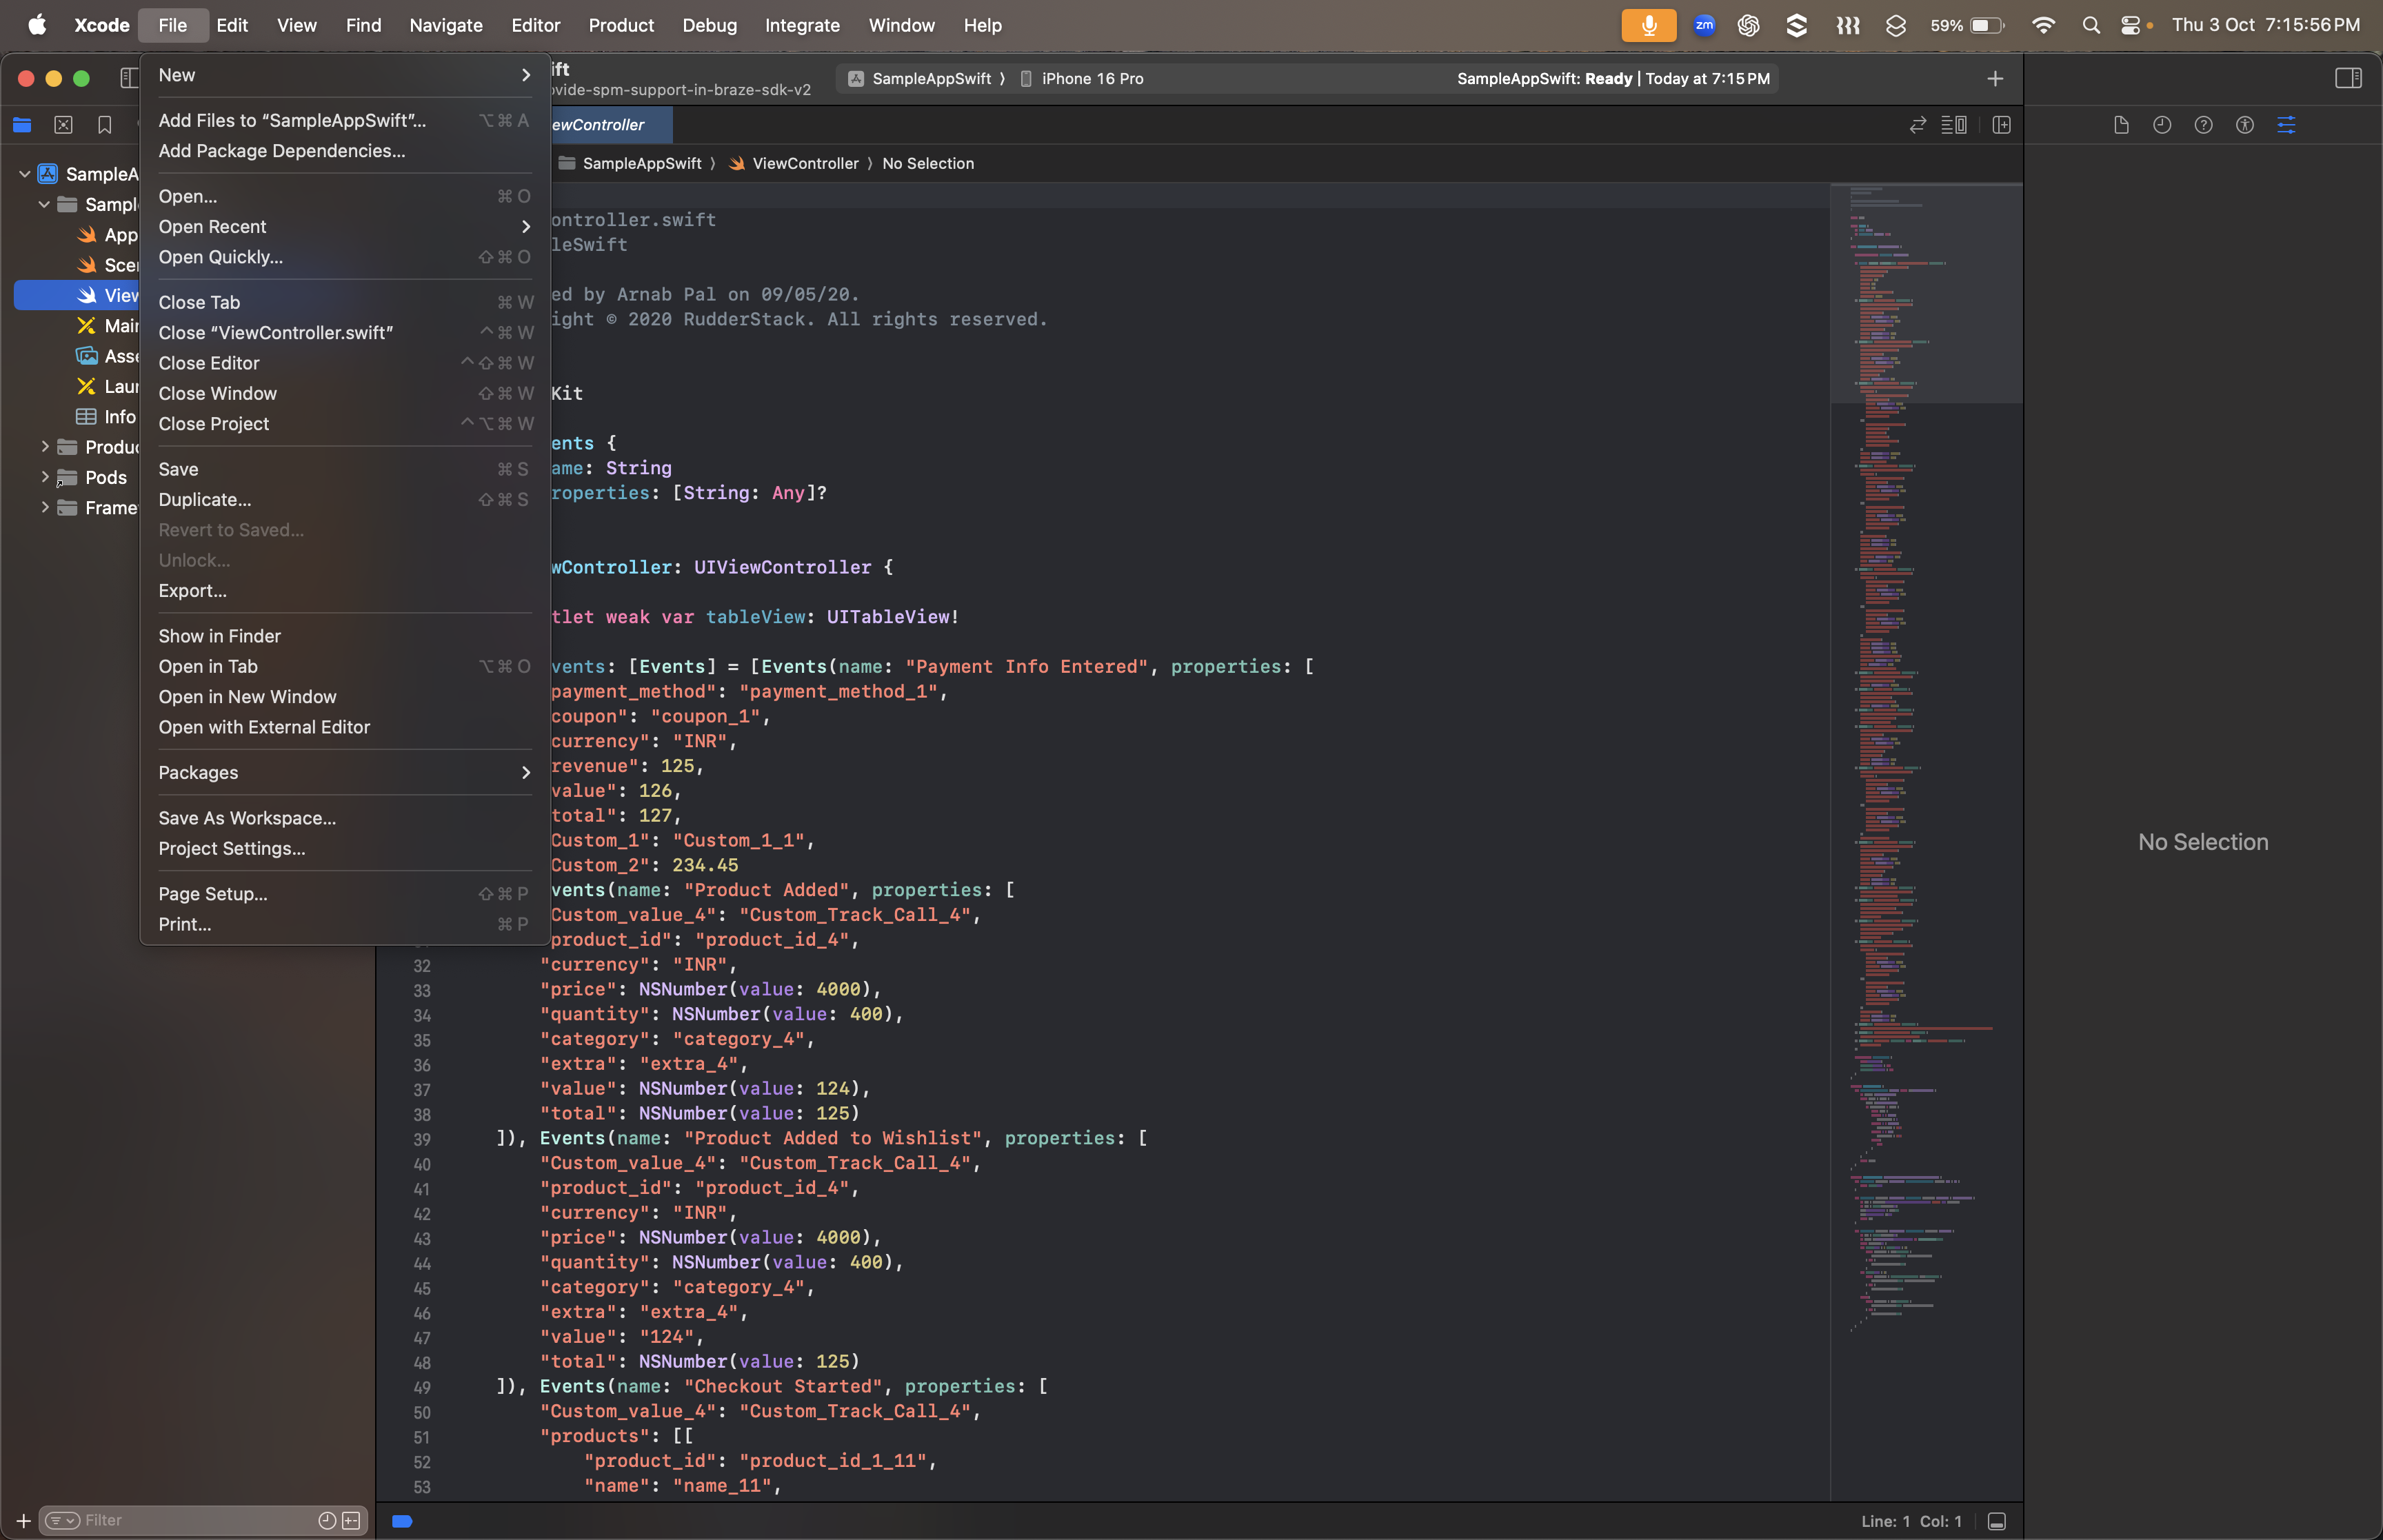 Xcode File Edit View Find Navigate Editor Product Debug Integrate Window Help
zm 59% Thu 3 Oct 7:15:56 PM
ift
ovide-spm-support-in-braze-sdk-v2
SampleAppSwift ⟩ iPhone 16 Pro
SampleAppSwift: Ready | Today at 7:15 PM
ewController
SampleAppSwift ⟩ ViewController ⟩ No Selection
SampleA
Sampl
App
Scer
View
Main
Asse
Laun
Info
Produc
Pods
Frame
New
Add Files to “SampleAppSwift”... ⌥⌘A
Add Package Dependencies...
Open... ⌘O
Open Recent
Open Quickly... ⇧⌘O
Close Tab ⌘W
Close “ViewController.swift” ^⌘W
Close Editor ^⇧⌘W
Close Window ⇧⌘W
Close Project ^⌥⌘W
Save ⌘S
Duplicate... ⇧⌘S
Revert to Saved...
Unlock...
Export...
Show in Finder
Open in Tab ⌥⌘O
Open in New Window
Open with External Editor
Packages
Save As Workspace...
Project Settings...
Page Setup... ⇧⌘P
Print... ⌘P
ontroller.swift
leSwift
ed by Arnab Pal on 09/05/20.
ight © 2020 RudderStack. All rights reserved.
Kit
ents {
ame: String
roperties: [String: Any]?
wController: UIViewController {
tlet weak var tableView: UITableView!
vents: [Events] = [Events(name: "Payment Info Entered", properties: [
payment_method": "payment_method_1",
coupon": "coupon_1",
currency": "INR",
revenue": 125,
value": 126,
total": 127,
Custom_1": "Custom_1_1",
Custom_2": 234.45
vents(name: "Product Added", properties: [
Custom_value_4": "Custom_Track_Call_4",
product_id": "product_id_4",
32 "currency": "INR",
33 "price": NSNumber(value: 4000),
34 "quantity": NSNumber(value: 400),
35 "category": "category_4",
36 "extra": "extra_4",
37 "value": NSNumber(value: 124),
38 "total": NSNumber(value: 125)
39 ]), Events(name: "Product Added to Wishlist", properties: [
40 "Custom_value_4": "Custom_Track_Call_4",
41 "product_id": "product_id_4",
42 "currency": "INR",
43 "price": NSNumber(value: 4000),
44 "quantity": NSNumber(value: 400),
45 "category": "category_4",
46 "extra": "extra_4",
47 "value": "124",
48 "total": NSNumber(value: 125)
49 ]), Events(name: "Checkout Started", properties: [
50 "Custom_value_4": "Custom_Track_Call_4",
51 "products": [[
52 "product_id": "product_id_1_11",
53 "name": "name_11",
No Selection
Filter
Line: 1 Col: 1